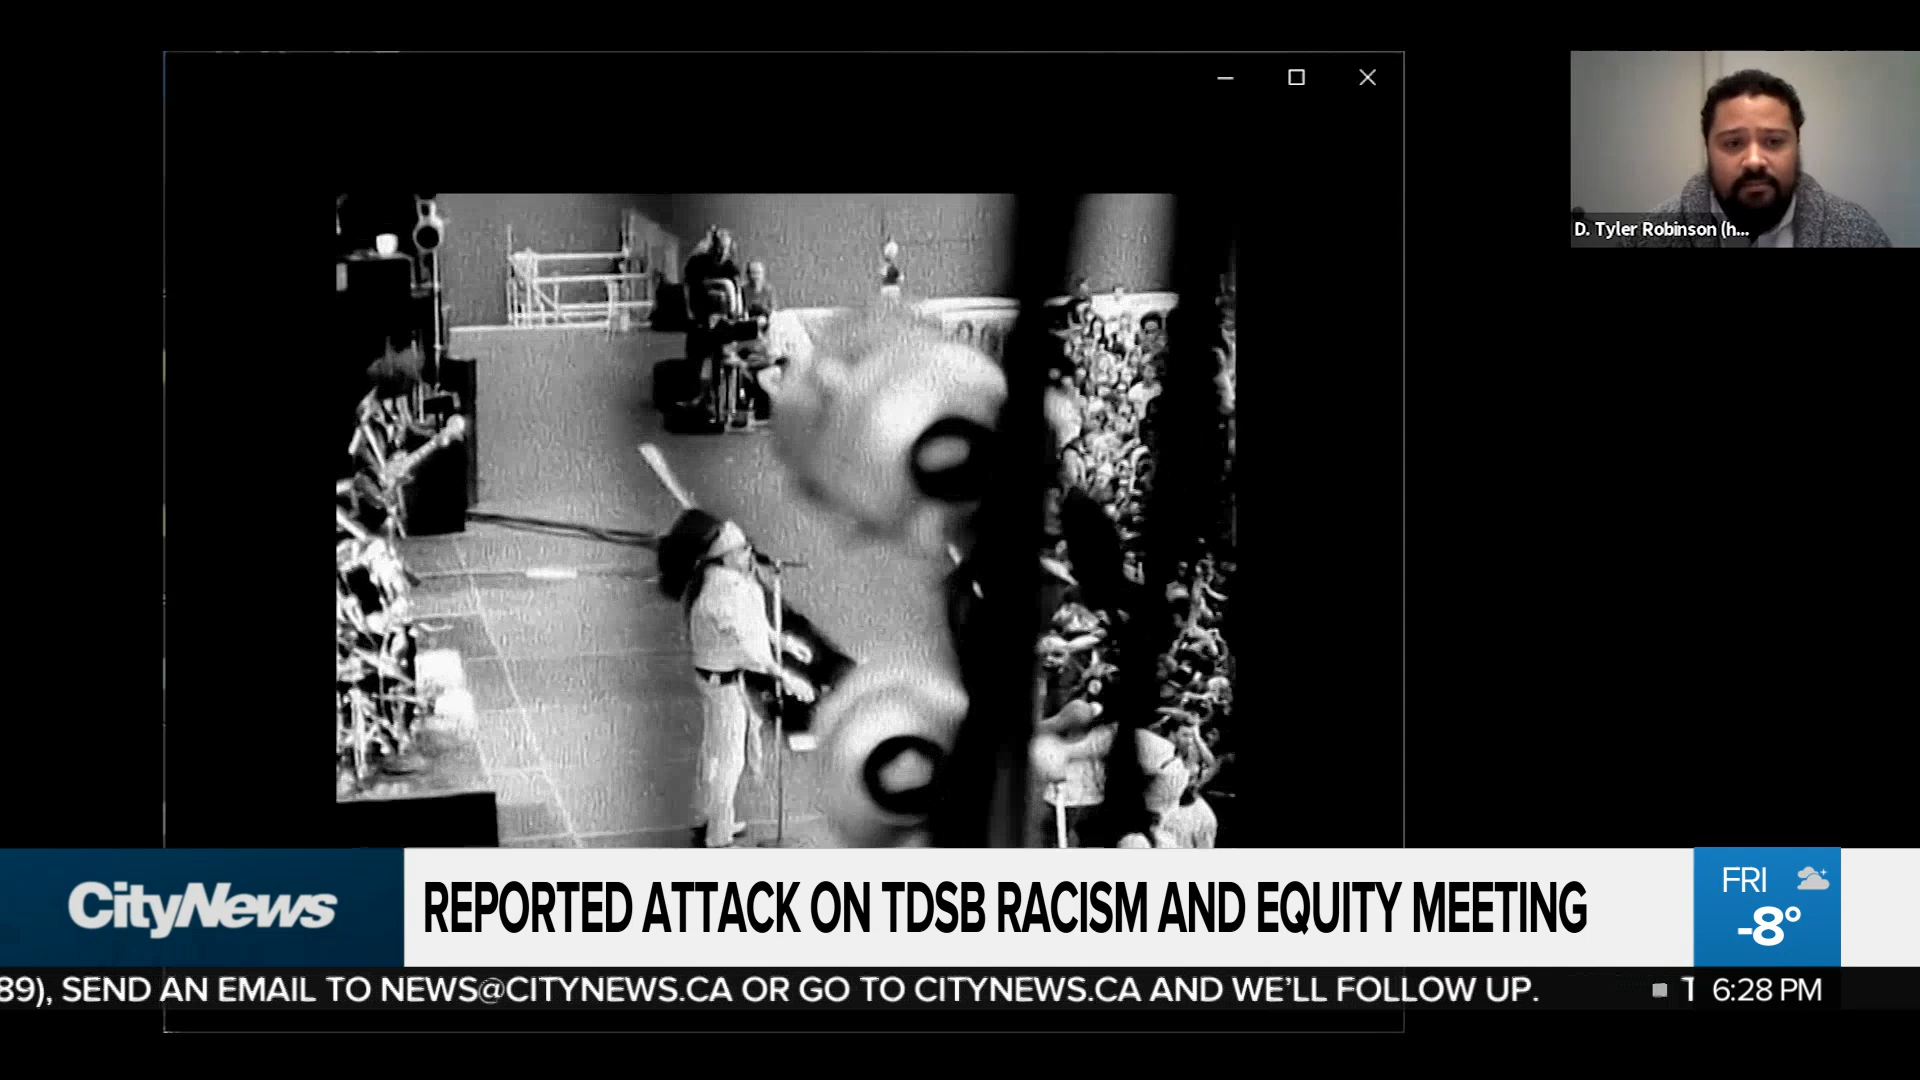 D. Tyler Robinson (h...
CityNews
REPORTED ATTACK ON TDSB RACISM AND EQUITY MEETING
FRI
-8°
89), SEND AN EMAIL TO NEWS@CITYNEWS.CA OR GO TO CITYNEWS.CA AND WE'LL FOLLOW UP.
T
6:28 PM